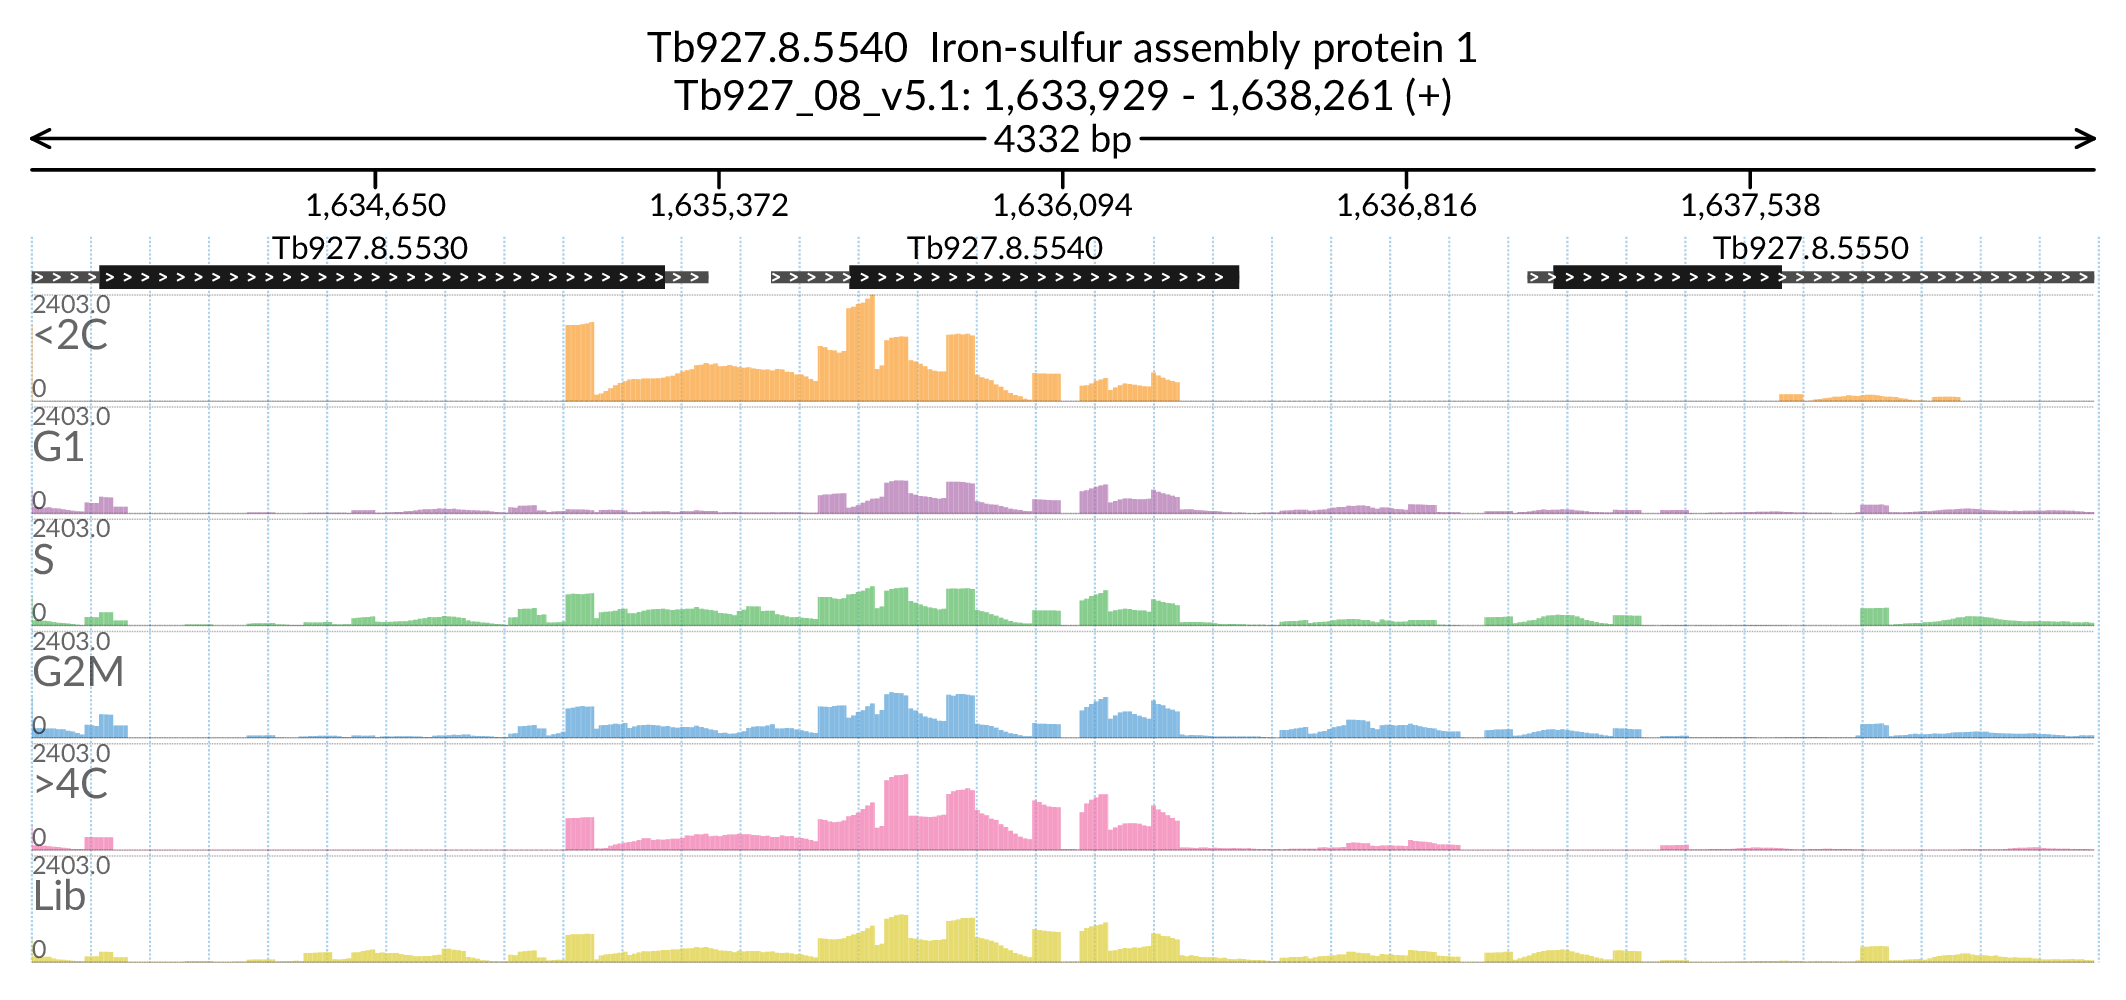 Tb927.8.5540  Iron-sulfur assembly protein 1
Tb927_08_v5.1: 1,633,929 - 1,638,261 (+)
4332 bp
1,634,650 1,635,372 1,636,094 1,636,816 1,637,538
Tb927.8.5530 Tb927.8.5540 Tb927.8.5550
2403.0
<2C
0
2403.0
G1
0
2403.0
S
0
2403.0
G2M
0
2403.0
>4C
0
2403.0
Lib
0